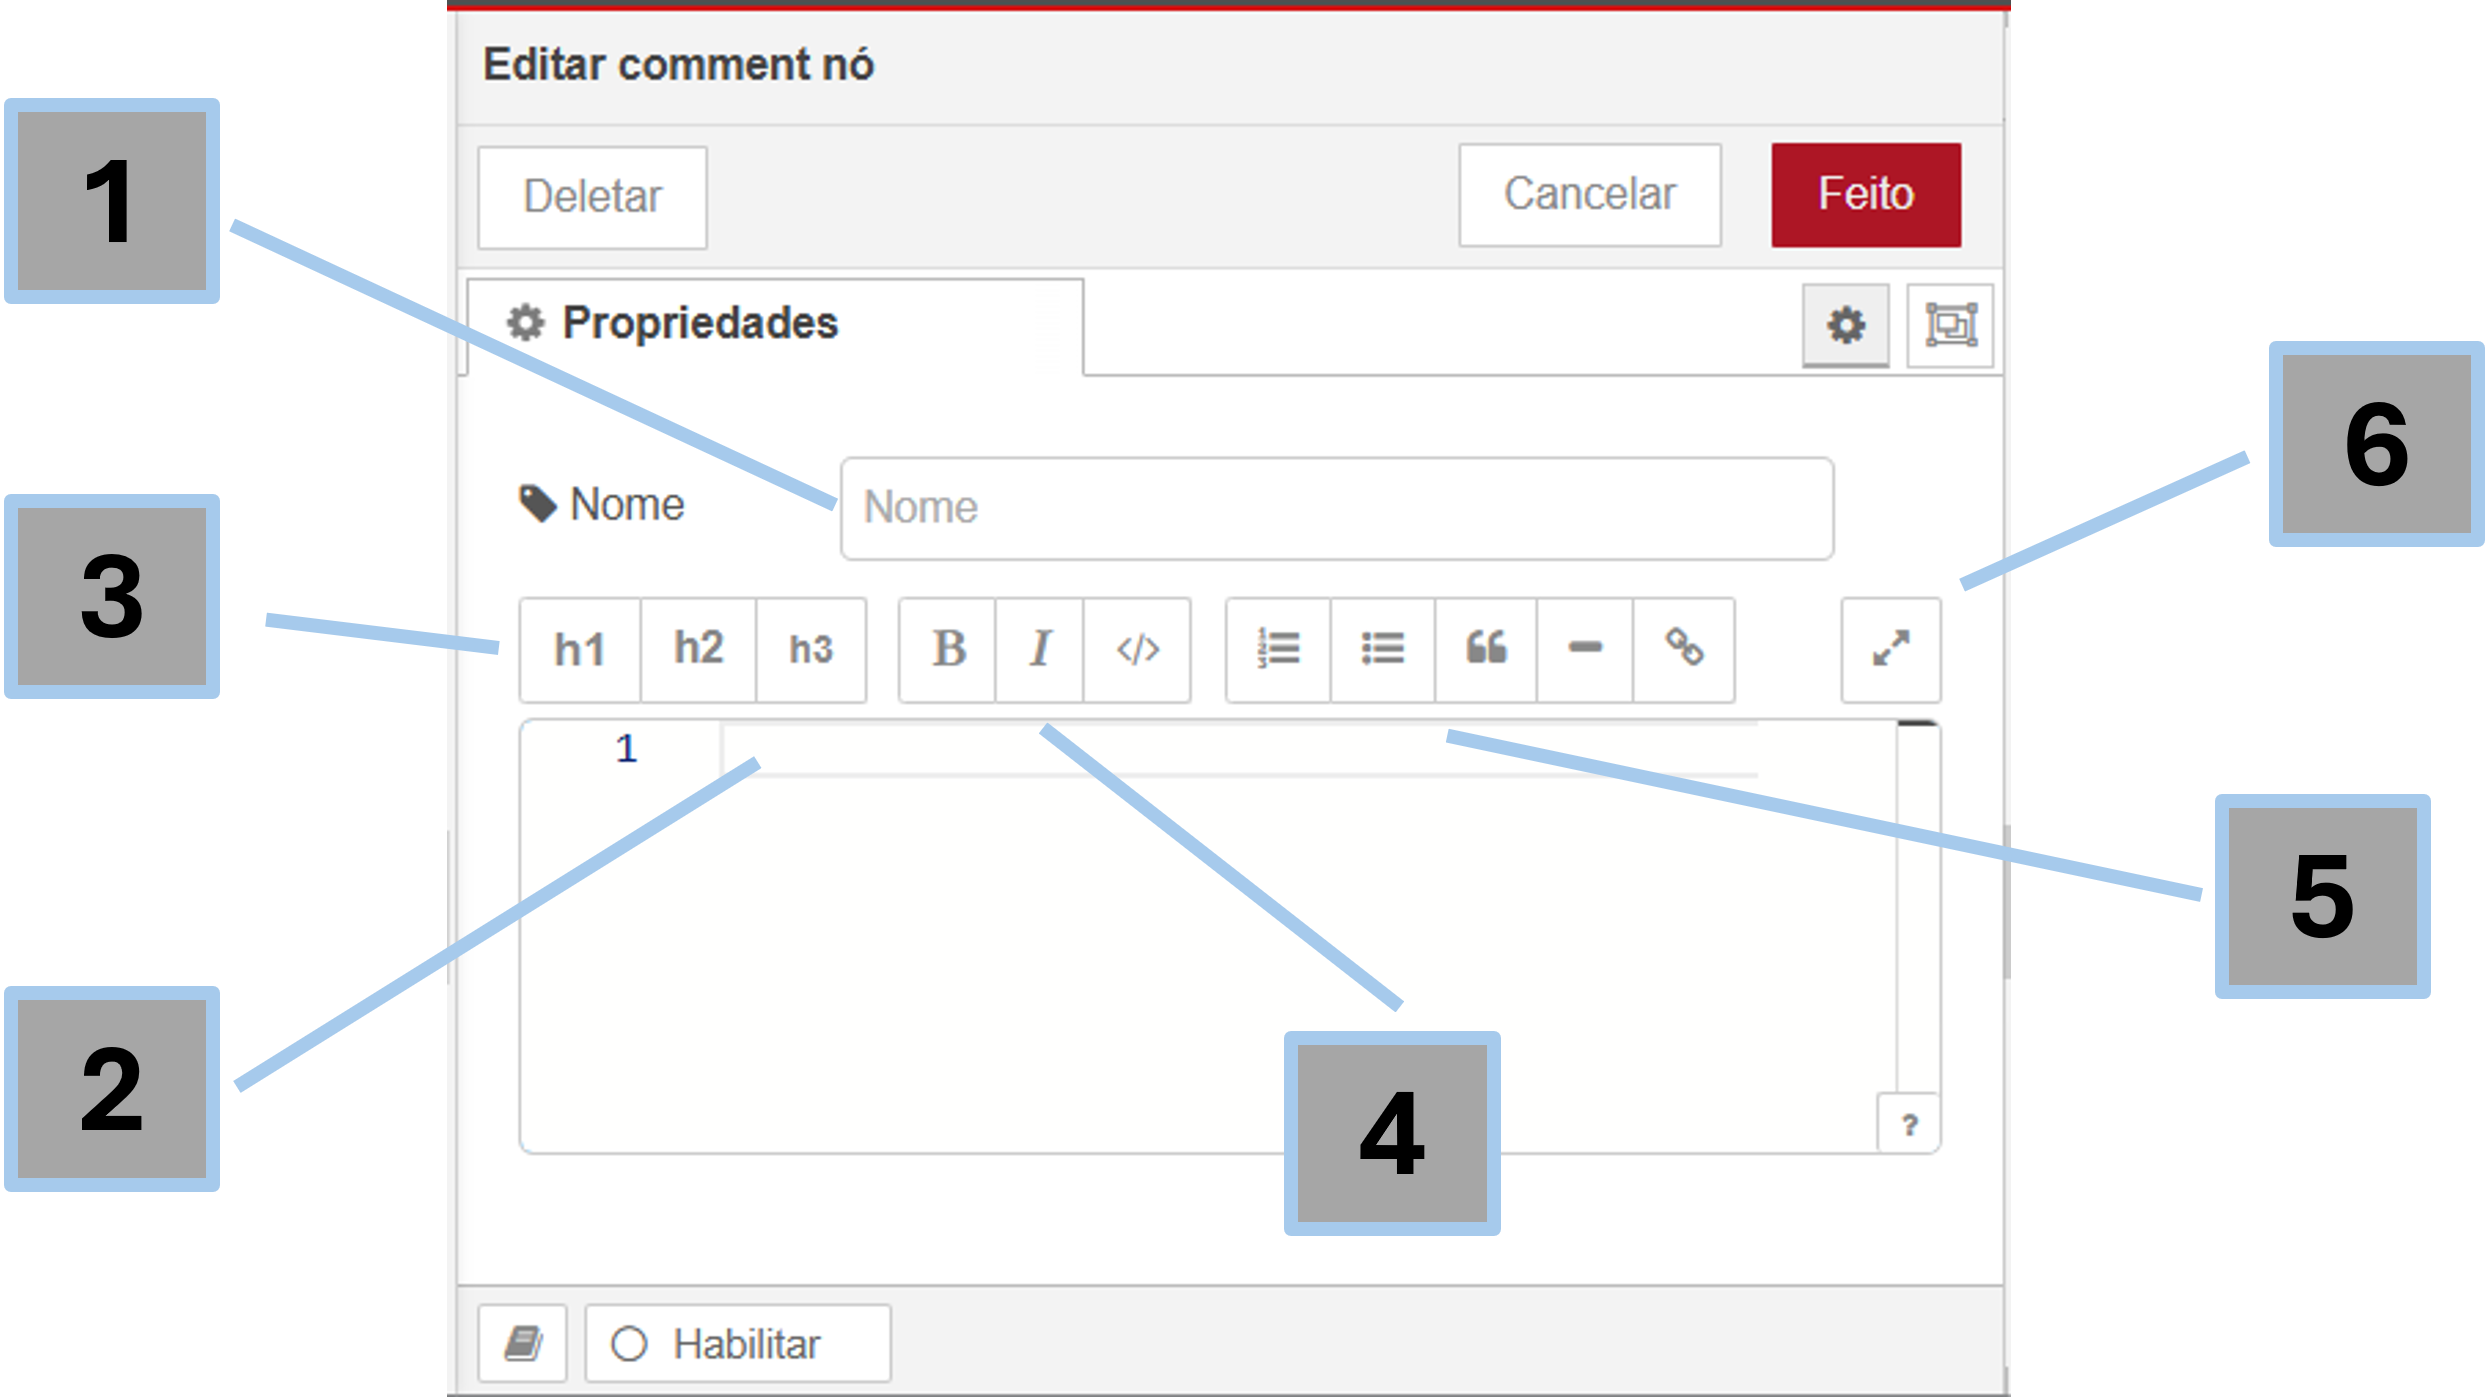 Editar comment nó
1
Deletar
Cancelar
Feito
Propriedades
6
Nome
Nome
3
h1 h2 h3 B I </>
1
5
2
4
?
Habilitar